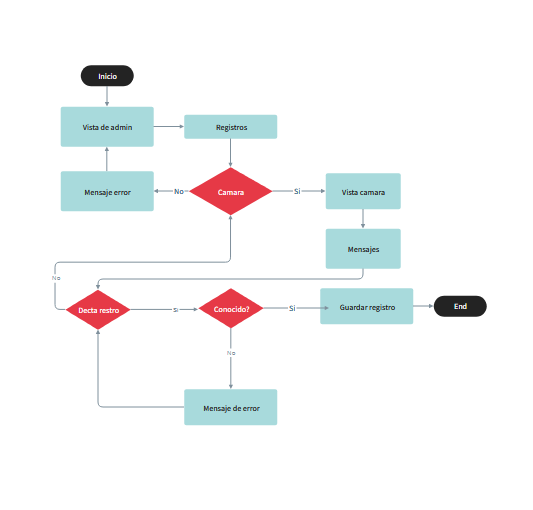 Inicio
Vista de admin
Registros
Mensaje error
No
Camara
Si
Vista camara
Mensajes
No
Decta restro
Si
Conocido?
Si
Guardar registro
End
No
Mensaje de error